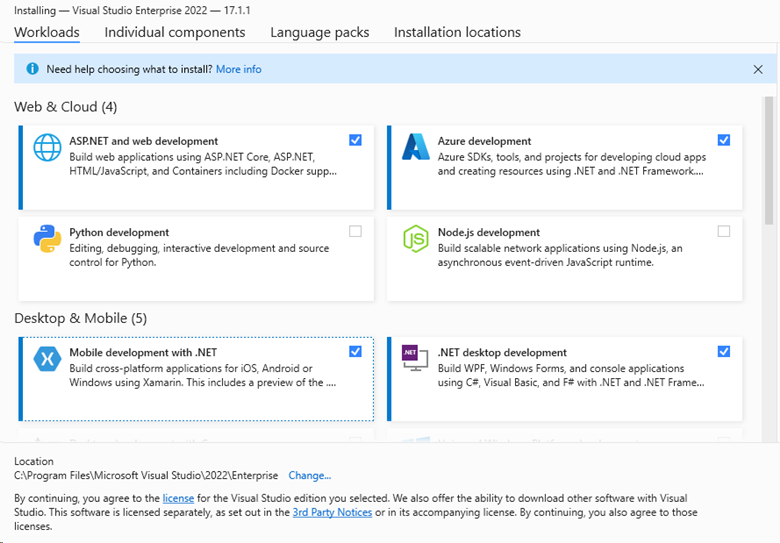 Installing — Visual Studio Enterprise 2022 — 17.1.1
Workloads Individual components Language packs Installation locations
Need help choosing what to install? More info
Web & Cloud (4)
ASP.NET and web development
Build web applications using ASP.NET Core, ASP.NET,
HTML/JavaScript, and Containers including Docker supp...
Azure development
Azure SDKs, tools, and projects for developing cloud apps
and creating resources using .NET and .NET Framework....
Python development
Editing, debugging, interactive development and source
control for Python.
Node.js development
Build scalable network applications using Node.js, an
asynchronous event-driven JavaScript runtime.
JS
Desktop & Mobile (5)
Mobile development with .NET
Build cross-platform applications for iOS, Android or
Windows using Xamarin. This includes a preview of the ....
.NET
.NET desktop development
Build WPF, Windows Forms, and console applications
using C#, Visual Basic, and F# with .NET and .NET Frame...
Location
C:\Program Files\Microsoft Visual Studio\2022\Enterprise Change...
By continuing, you agree to the license for the Visual Studio edition you selected. We also offer the ability to download other software with Visual
Studio. This software is licensed separately, as set out in the 3rd Party Notices or in its accompanying license. By continuing, you also agree to those
licenses.